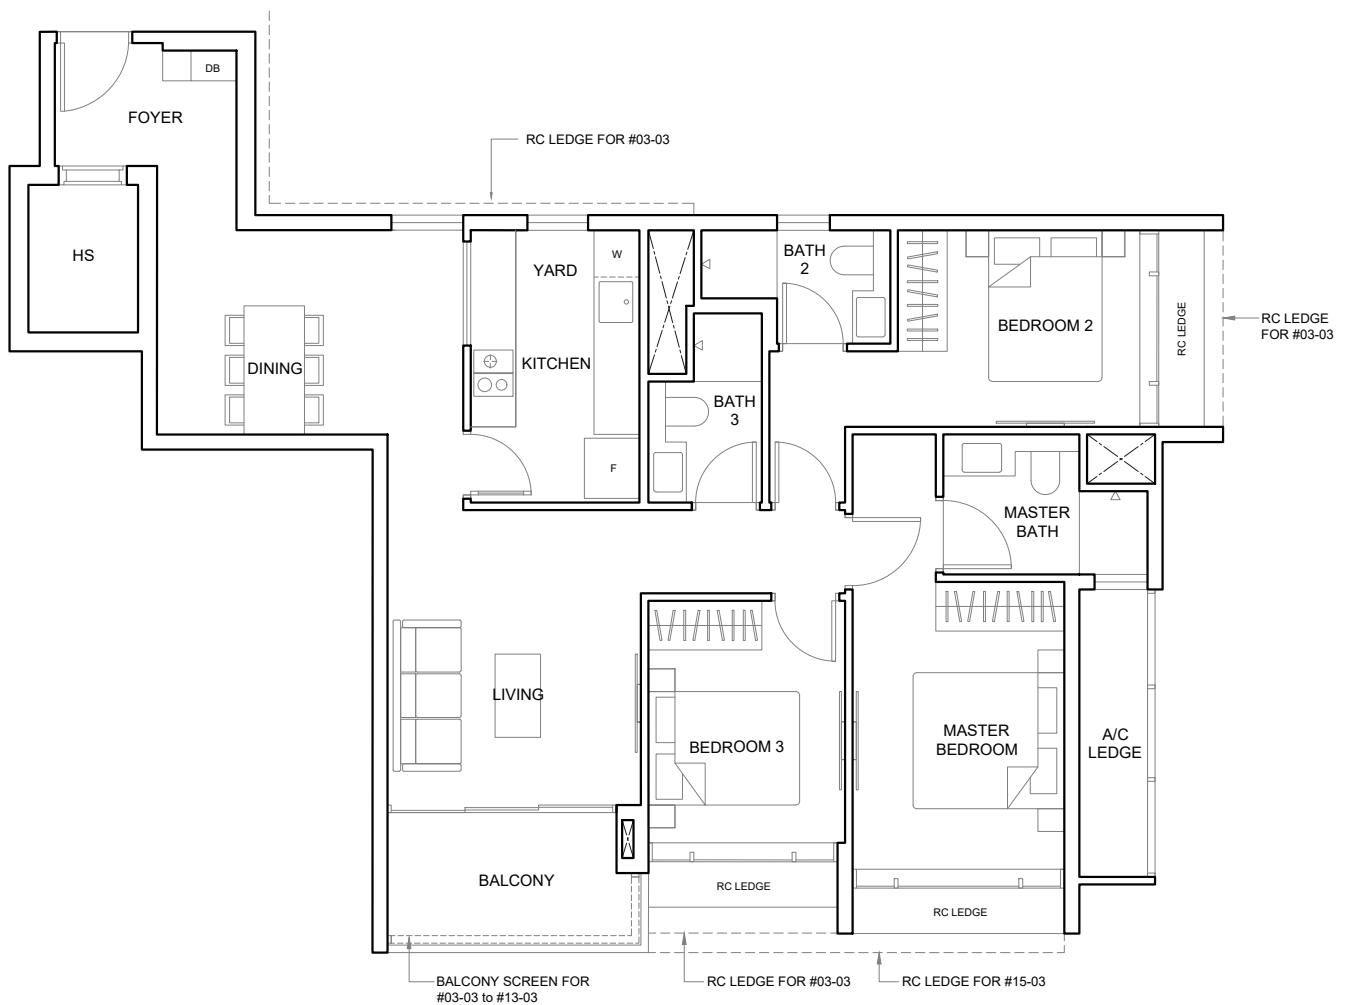 DB
FOYER
RC LEDGE FOR #03-03
HS
YARD
W
BATH
2
BEDROOM 2
RC LEDGE
RC LEDGE
FOR #03-03
DINING
KITCHEN
BATH
3
F
MASTER
BATH
LIVING
BEDROOM 3
MASTER
BEDROOM
A/C
LEDGE
BALCONY
RC LEDGE
RC LEDGE
BALCONY SCREEN FOR
#03-03 to #13-03
RC LEDGE FOR #03-03
RC LEDGE FOR #15-03